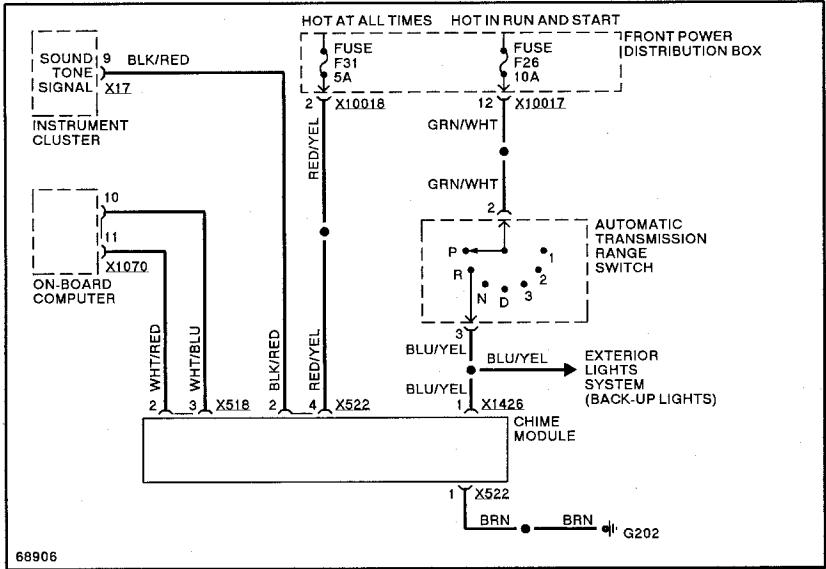 HOT AT ALL TIMES HOT IN RUN AND START
FRONT POWER
DISTRIBUTION BOX
FUSE
F31
5A
FUSE
F26
10A
SOUND
TONE
SIGNAL
9 BLK/RED
X17
INSTRUMENT
CLUSTER
2 X10018
12 X10017
RED/YEL
GRN/WHT
GRN/WHT
2
10
11
X1070
ON-BOARD
COMPUTER
AUTOMATIC
TRANSMISSION
RANGE
SWITCH
P
R
N
D
3
2
1
3
BLU/YEL
BLU/YEL
BLU/YEL
EXTERIOR
LIGHTS
SYSTEM
(BACK-UP LIGHTS)
WHT/RED
WHT/BLU
BLK/RED
RED/YEL
2 3 X518 2 4 X522 1 X1426
CHIME
MODULE
1 X522
BRN BRN
G202
68906